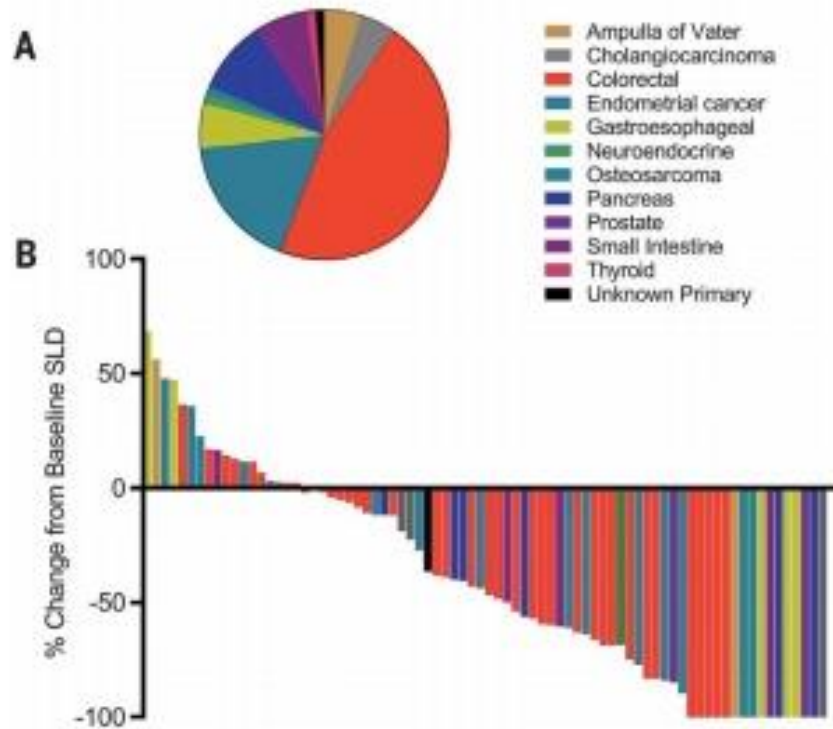 A
Ampulla of Vater
Cholangiocarcinoma
Colorectal
Endometrial cancer
Gastroesophageal
Neuroendocrine
Osteosarcoma
Pancreas
Prostate
Small Intestine
Thyroid
Unknown Primary
B
% Change from Baseline SLD
100
50
0
-50
-100